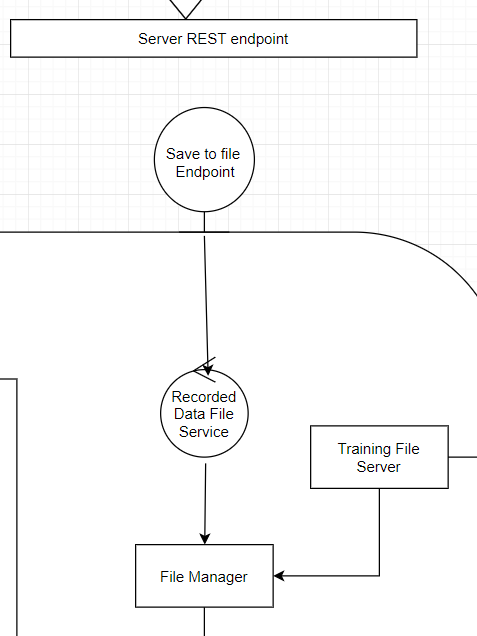 Server REST endpoint
Save to file
Endpoint
Recorded
Data File
Service
Training File
Server
File Manager